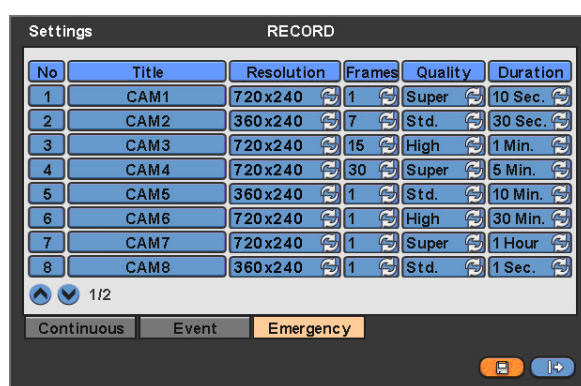 Settings RECORD
No Title Resolution Frames Quality Duration
1 CAM1 720x240 1 Super 10 Sec.
2 CAM2 360x240 7 Std. 30 Sec.
3 CAM3 720x240 15 High 1 Min.
4 CAM4 720x240 30 Super 5 Min.
5 CAM5 360x240 1 Std. 10 Min.
6 CAM6 720x240 1 High 30 Min.
7 CAM7 720x240 1 Super 1 Hour
8 CAM8 360x240 1 Std. 1 Sec.
1/2
Continuous Event Emergency